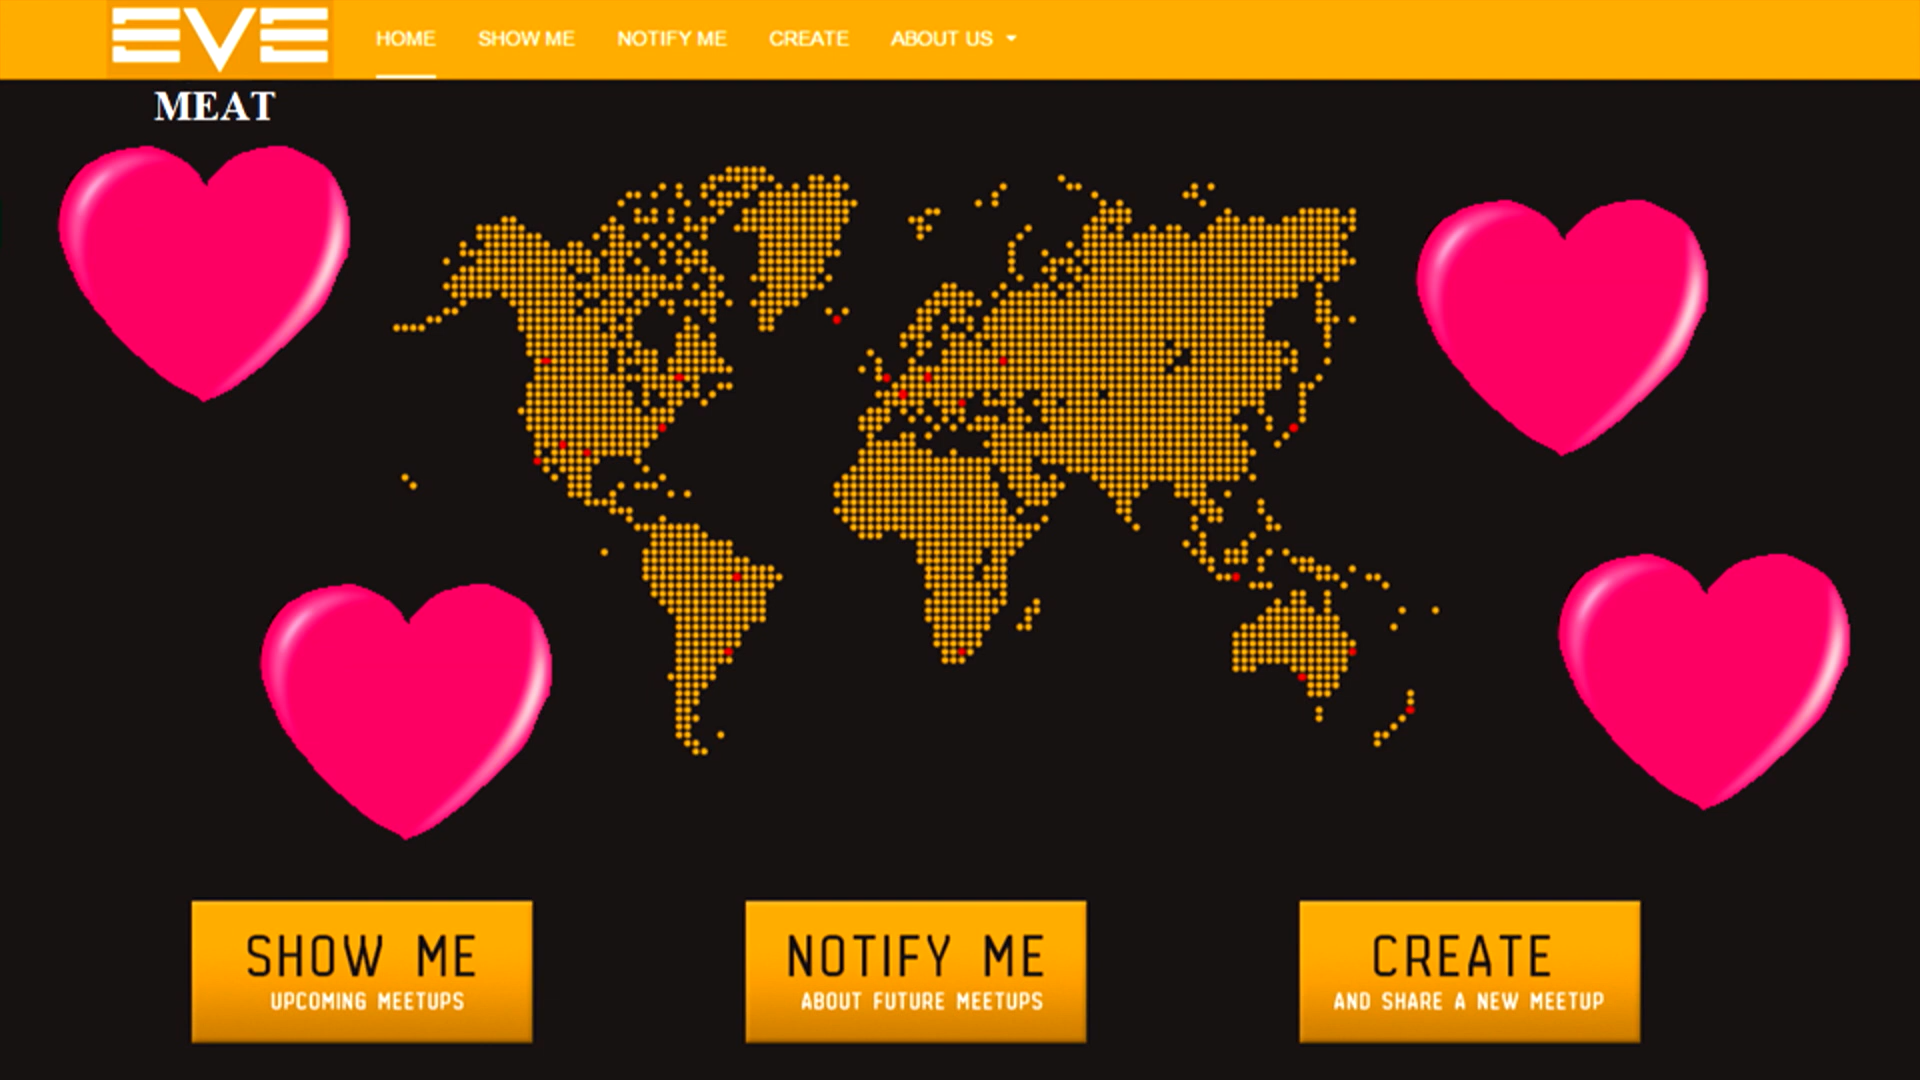 EVE
HOME SHOW ME NOTIFY ME CREATE ABOUT US
MEAT
SHOW ME
UPCOMING MEETUPS
NOTIFY ME
ABOUT FUTURE MEETUPS
CREATE
AND SHARE A NEW MEETUP